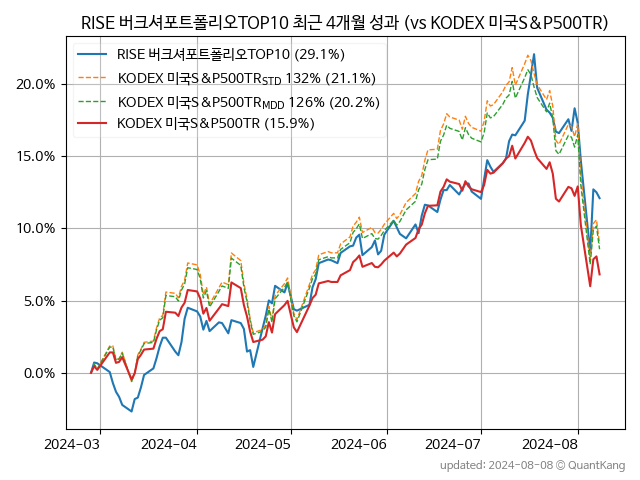 RISE 버크셔포트폴리오TOP10 최근 4개월 성과 (vs KODEX 미국S&P500TR)
RISE 버크셔포트폴리오TOP10 (29.1%)
KODEX 미국S&P500TRSTD 132% (21.1%)
KODEX 미국S&P500TRMDD 126% (20.2%)
KODEX 미국S&P500TR (15.9%)
20.0%
15.0%
10.0%
5.0%
0.0%
2024-03 2024-04 2024-05 2024-06 2024-07 2024-08
updated: 2024-08-08 © QuantKang